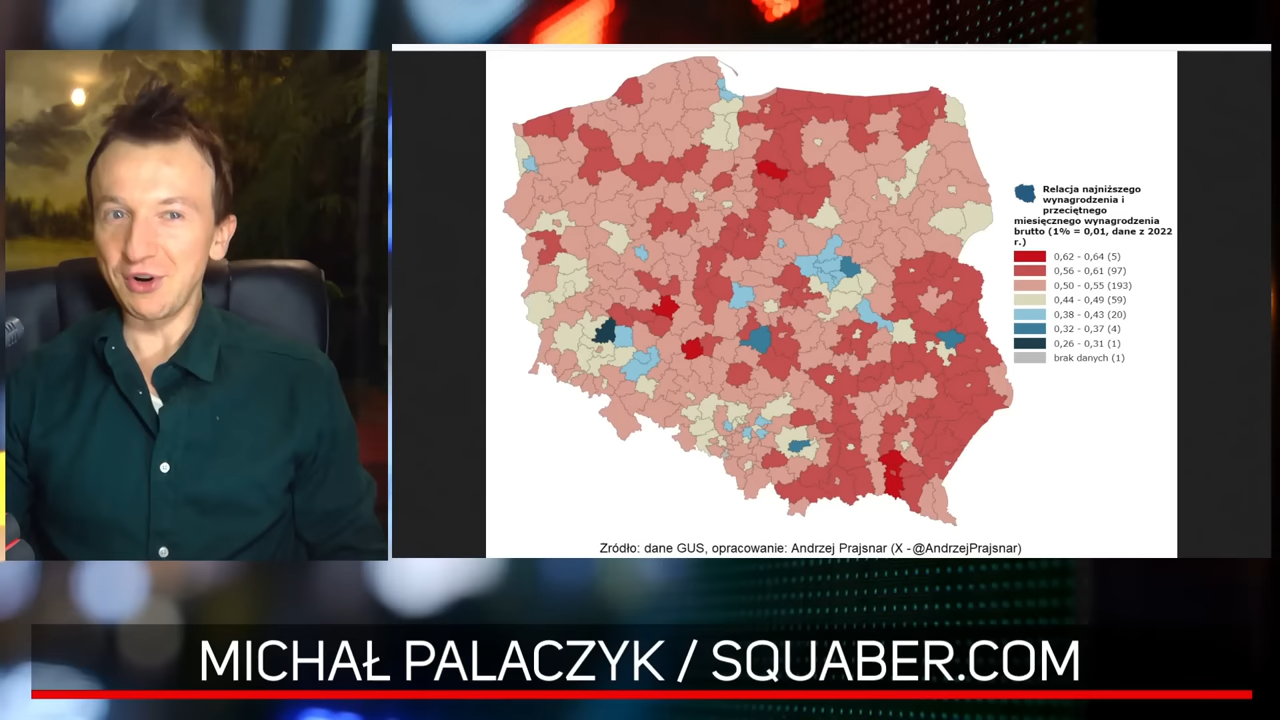 Relacja najniższego
wynagrodzenia i
przeciętnego
miesięcznego wynagrodzenia
brutto (1% = 0,01, dane z 2022
r.)
0,62 - 0,64 (5)
0,56 - 0,61 (97)
0,50 - 0,55 (193)
0,44 - 0,49 (59)
0,38 - 0,43 (20)
0,32 - 0,37 (4)
0,26 - 0,31 (1)
brak danych (1)
Zródło: dane GUS, opracowanie: Andrzej Prajsnar (X - @AndrzejPrajsnar)
MICHAŁ PALACZYK / SQUABER.COM